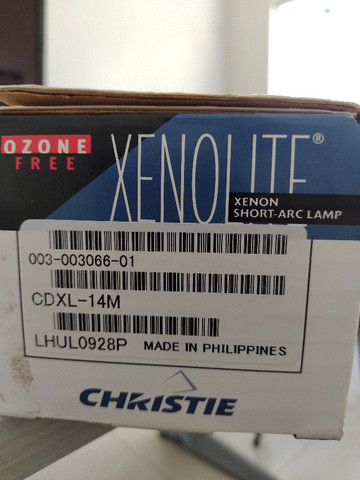 OZONE
FREE
XENOLITE®
XENON
SHORT-ARC LAMP
003-003066-01
CDXL-14M
LHUL0928P MADE IN PHILIPPINES
CHRISTIE